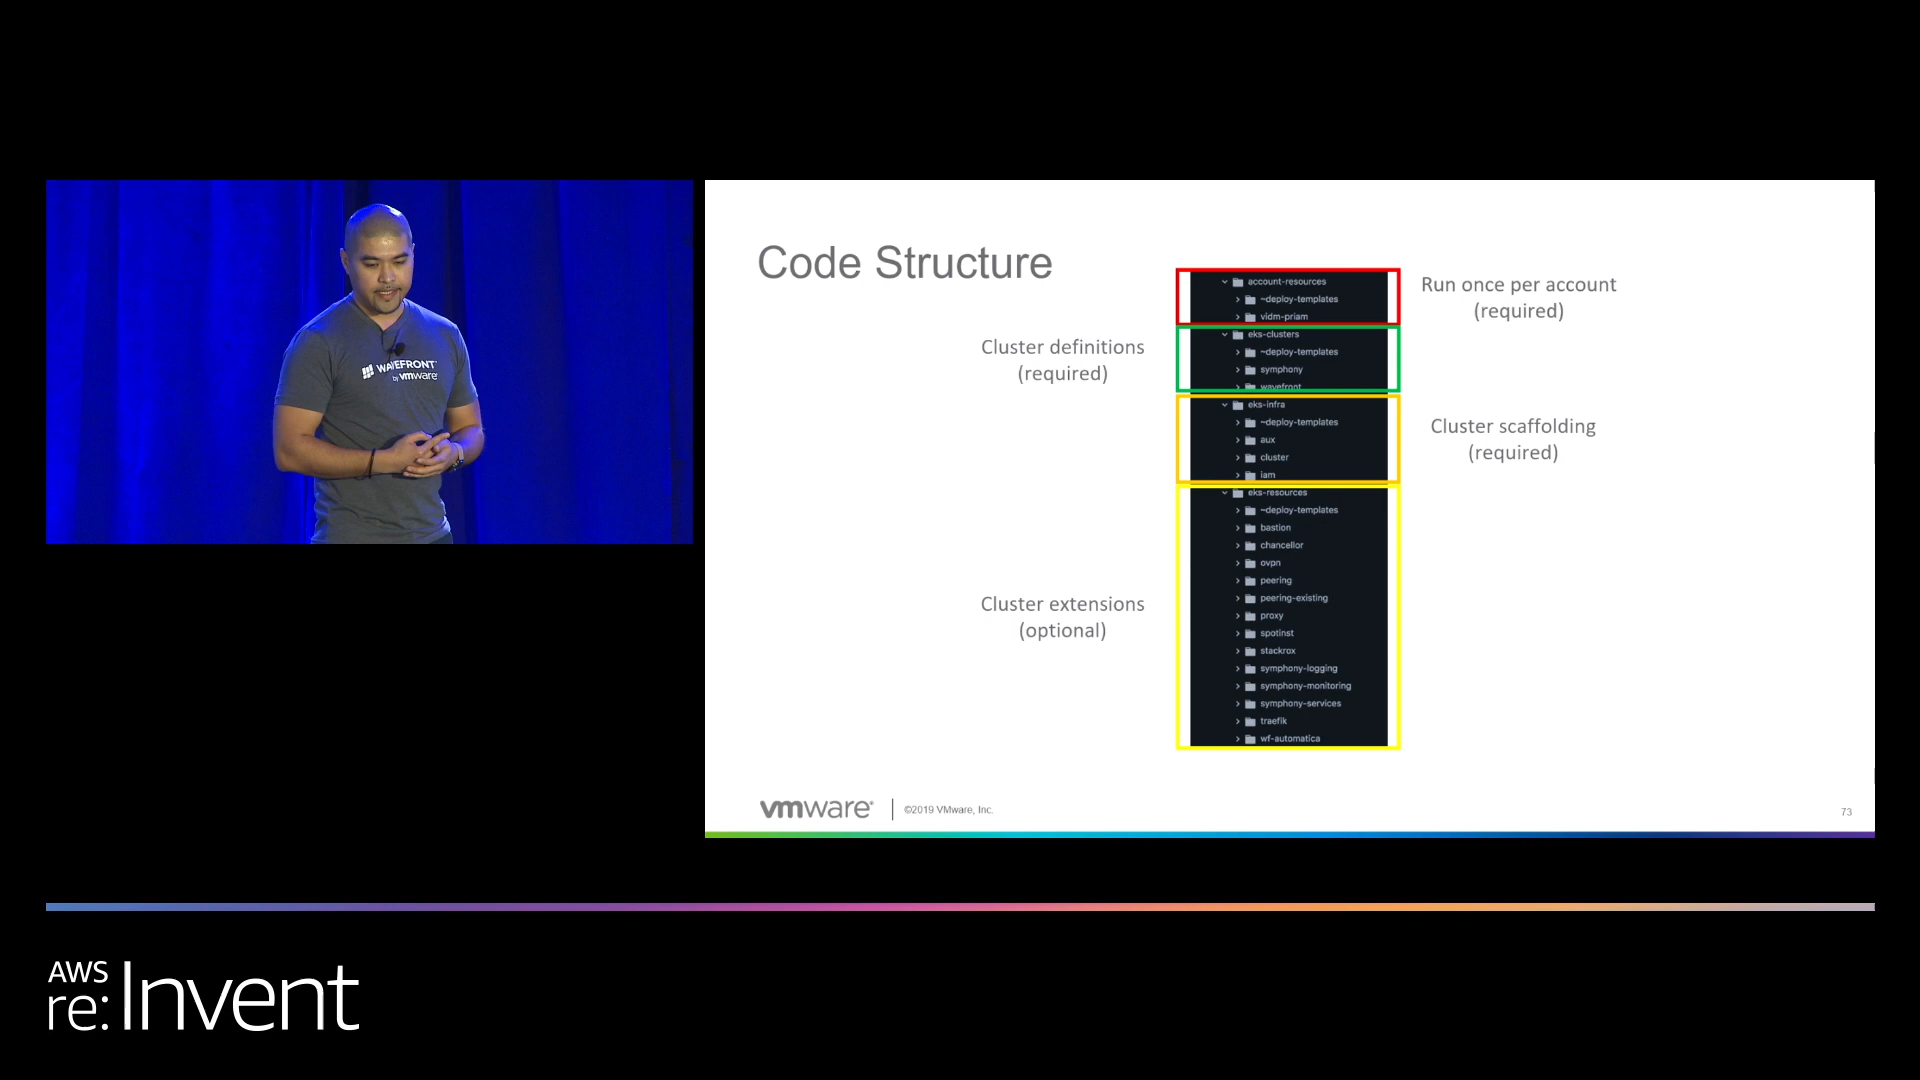 WAVEFRONT
by vmware
Code Structure
account-resources
~deploy-templates
vidm-priam
Run once per account
(required)
Cluster definitions
(required)
eks-clusters
~deploy-templates
symphony
wavefront
eks-infra
~deploy-templates
aux
cluster
iam
Cluster scaffolding
(required)
eks-resources
~deploy-templates
bastion
chancellor
ovpn
peering
peering-existing
proxy
spotinst
stackrox
symphony-logging
symphony-monitoring
symphony-services
traefik
wf-automatica
Cluster extensions
(optional)
vmware®
©2019 VMware, Inc.
73
AWS
re:Invent